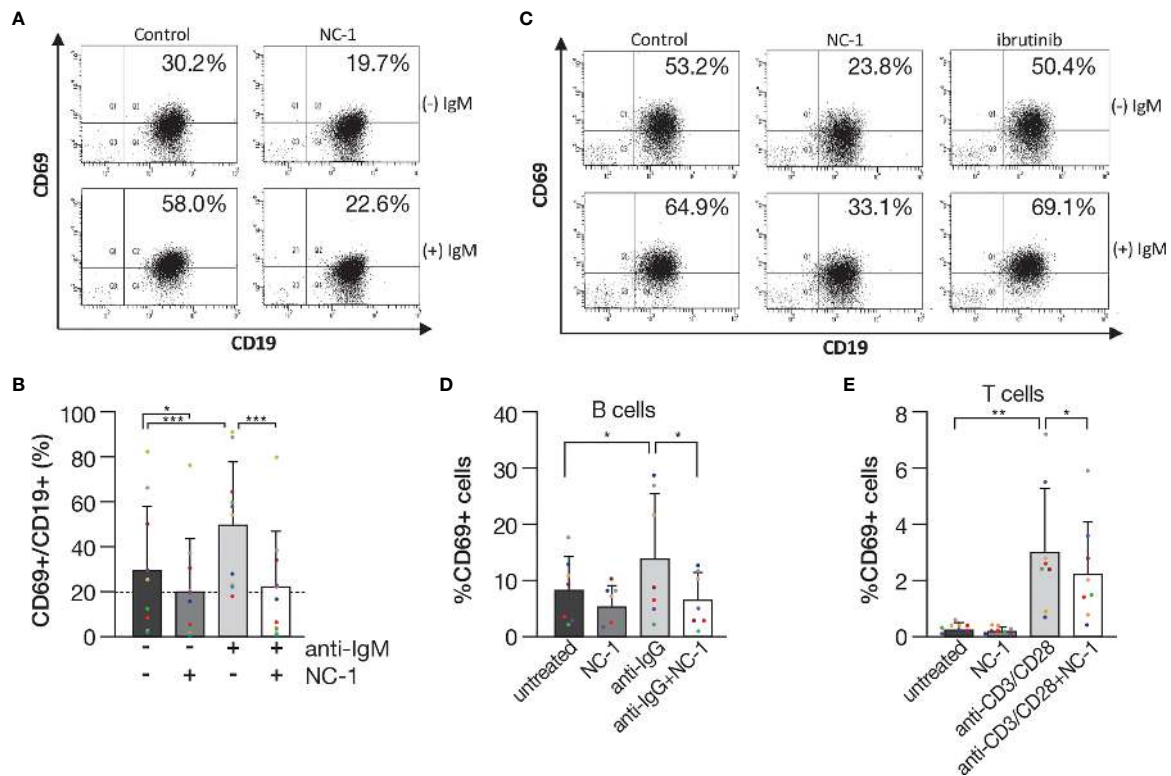 A
Control
NC-1
30.2%
19.7%
(-) IgM
58.0%
22.6%
(+) IgM
CD69
CD19
C
Control
NC-1
ibrutinib
53.2%
23.8%
50.4%
(-) IgM
64.9%
33.1%
69.1%
(+) IgM
CD69
CD19
B
CD69+/CD19+ (%)
100
80
60
40
20
0
*
***
***
- - + + anti-IgM
- + - + NC-1
D
B cells
%CD69+ cells
40
30
20
10
0
*
*
untreated
NC-1
anti-IgG
anti-IgG+NC-1
E
T cells
%CD69+ cells
8
6
4
2
0
**
*
untreated
NC-1
anti-CD3/CD28
anti-CD3/CD28+NC-1